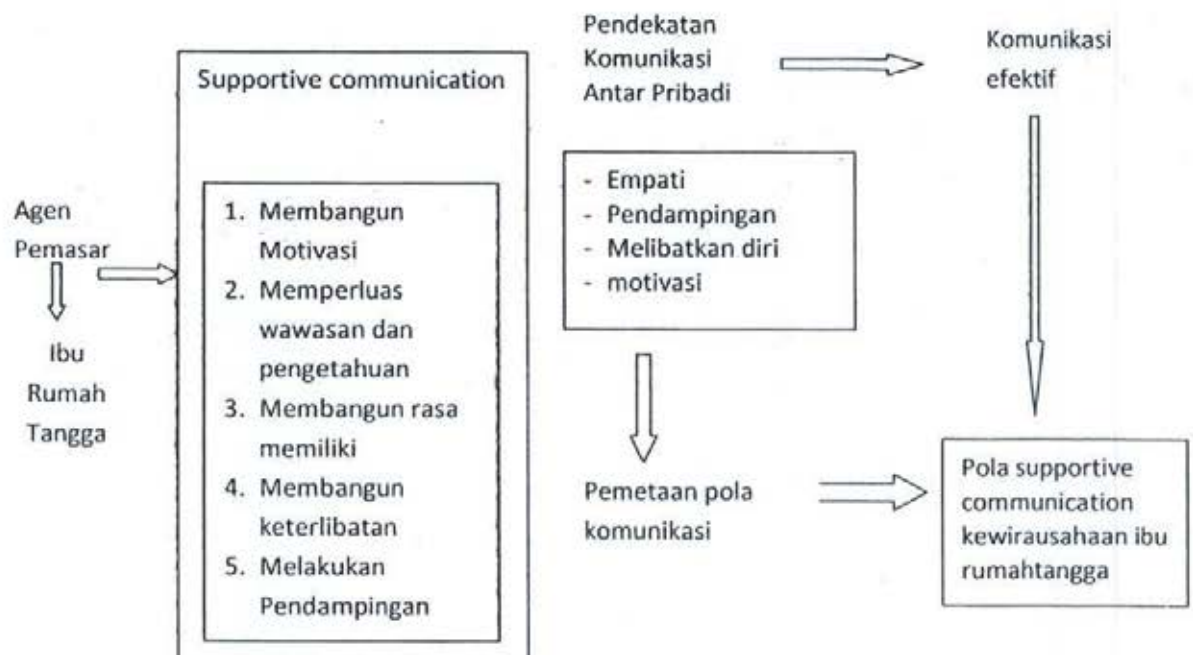 Agen
Pemasar
Ibu
Rumah
Tangga
Supportive communication
1. Membangun
Motivasi
2. Memperluas
wawasan dan
pengetahuan
3. Membangun rasa
memiliki
4. Membangun
keterlibatan
5. Melakukan
Pendampingan
Pendekatan
Komunikasi
Antar Pribadi
- Empati
- Pendampingan
- Melibatkan diri
- motivasi
Pemetaan pola
komunikasi
Komunikasi
efektif
Pola supportive
communication
kewirausahaan ibu
rumahtangga